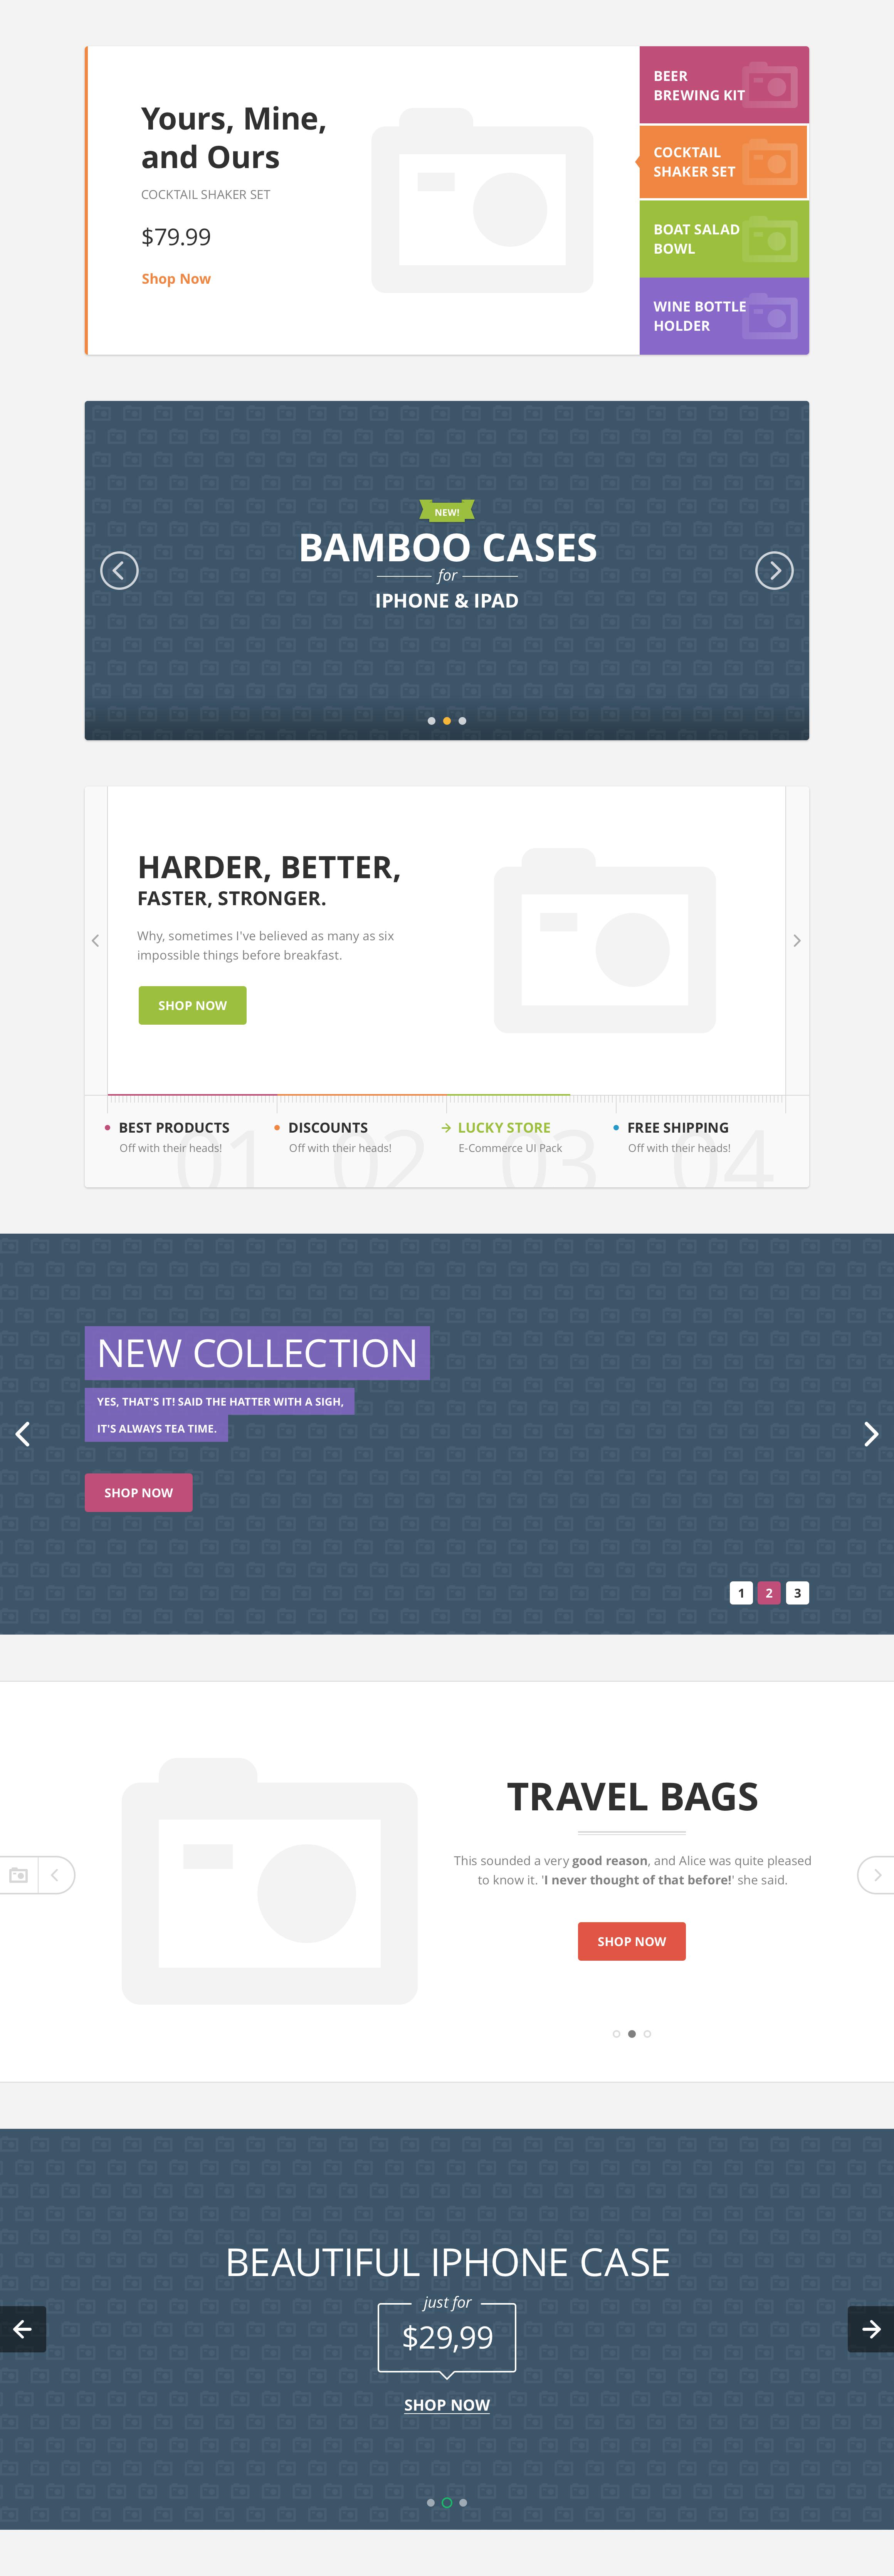 Yours, Mine,
and Ours
COCKTAIL SHAKER SET
$79.99
Shop Now
BEER
BREWING KIT
COCKTAIL
SHAKER SET
BOAT SALAD
BOWL
WINE BOTTLE
HOLDER
NEW!
BAMBOO CASES
for
IPHONE & IPAD
HARDER, BETTER,
FASTER, STRONGER.
Why, sometimes I've believed as many as six
impossible things before breakfast.
SHOP NOW
BEST PRODUCTS
Off with their heads!
01
DISCOUNTS
Off with their heads!
02
LUCKY STORE
E-Commerce UI Pack
03
FREE SHIPPING
Off with their heads!
04
NEW COLLECTION
YES, THAT'S IT! SAID THE HATTER WITH A SIGH,
IT'S ALWAYS TEA TIME.
SHOP NOW
1 2 3
TRAVEL BAGS
This sounded a very good reason, and Alice was quite pleased
to know it. 'I never thought of that before!' she said.
SHOP NOW
BEAUTIFUL IPHONE CASE
just for
$29,99
SHOP NOW